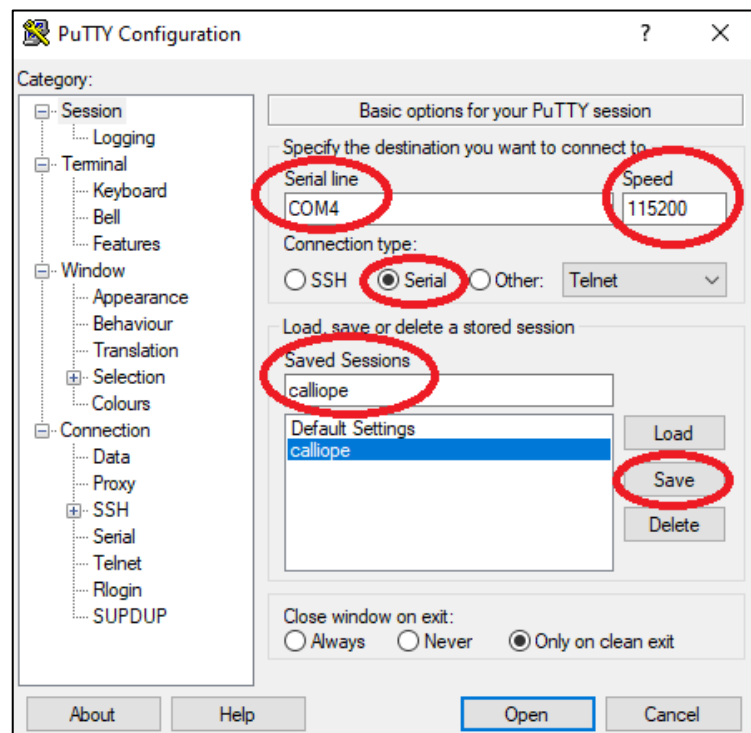 PuTTY Configuration
?
Category:
Session
Logging
Terminal
Keyboard
Bell
Features
Window
Appearance
Behaviour
Translation
Selection
Colours
Connection
Data
Proxy
SSH
Serial
Telnet
Rlogin
SUPDUP
Basic options for your PuTTY session
Specify the destination you want to connect to
Serial line Speed
COM4 115200
Connection type:
SSH Serial Other: Telnet
Load, save or delete a stored session
Saved Sessions
calliope
Default Settings
calliope
Load
Save
Delete
Close window on exit:
Always Never Only on clean exit
About Help Open Cancel